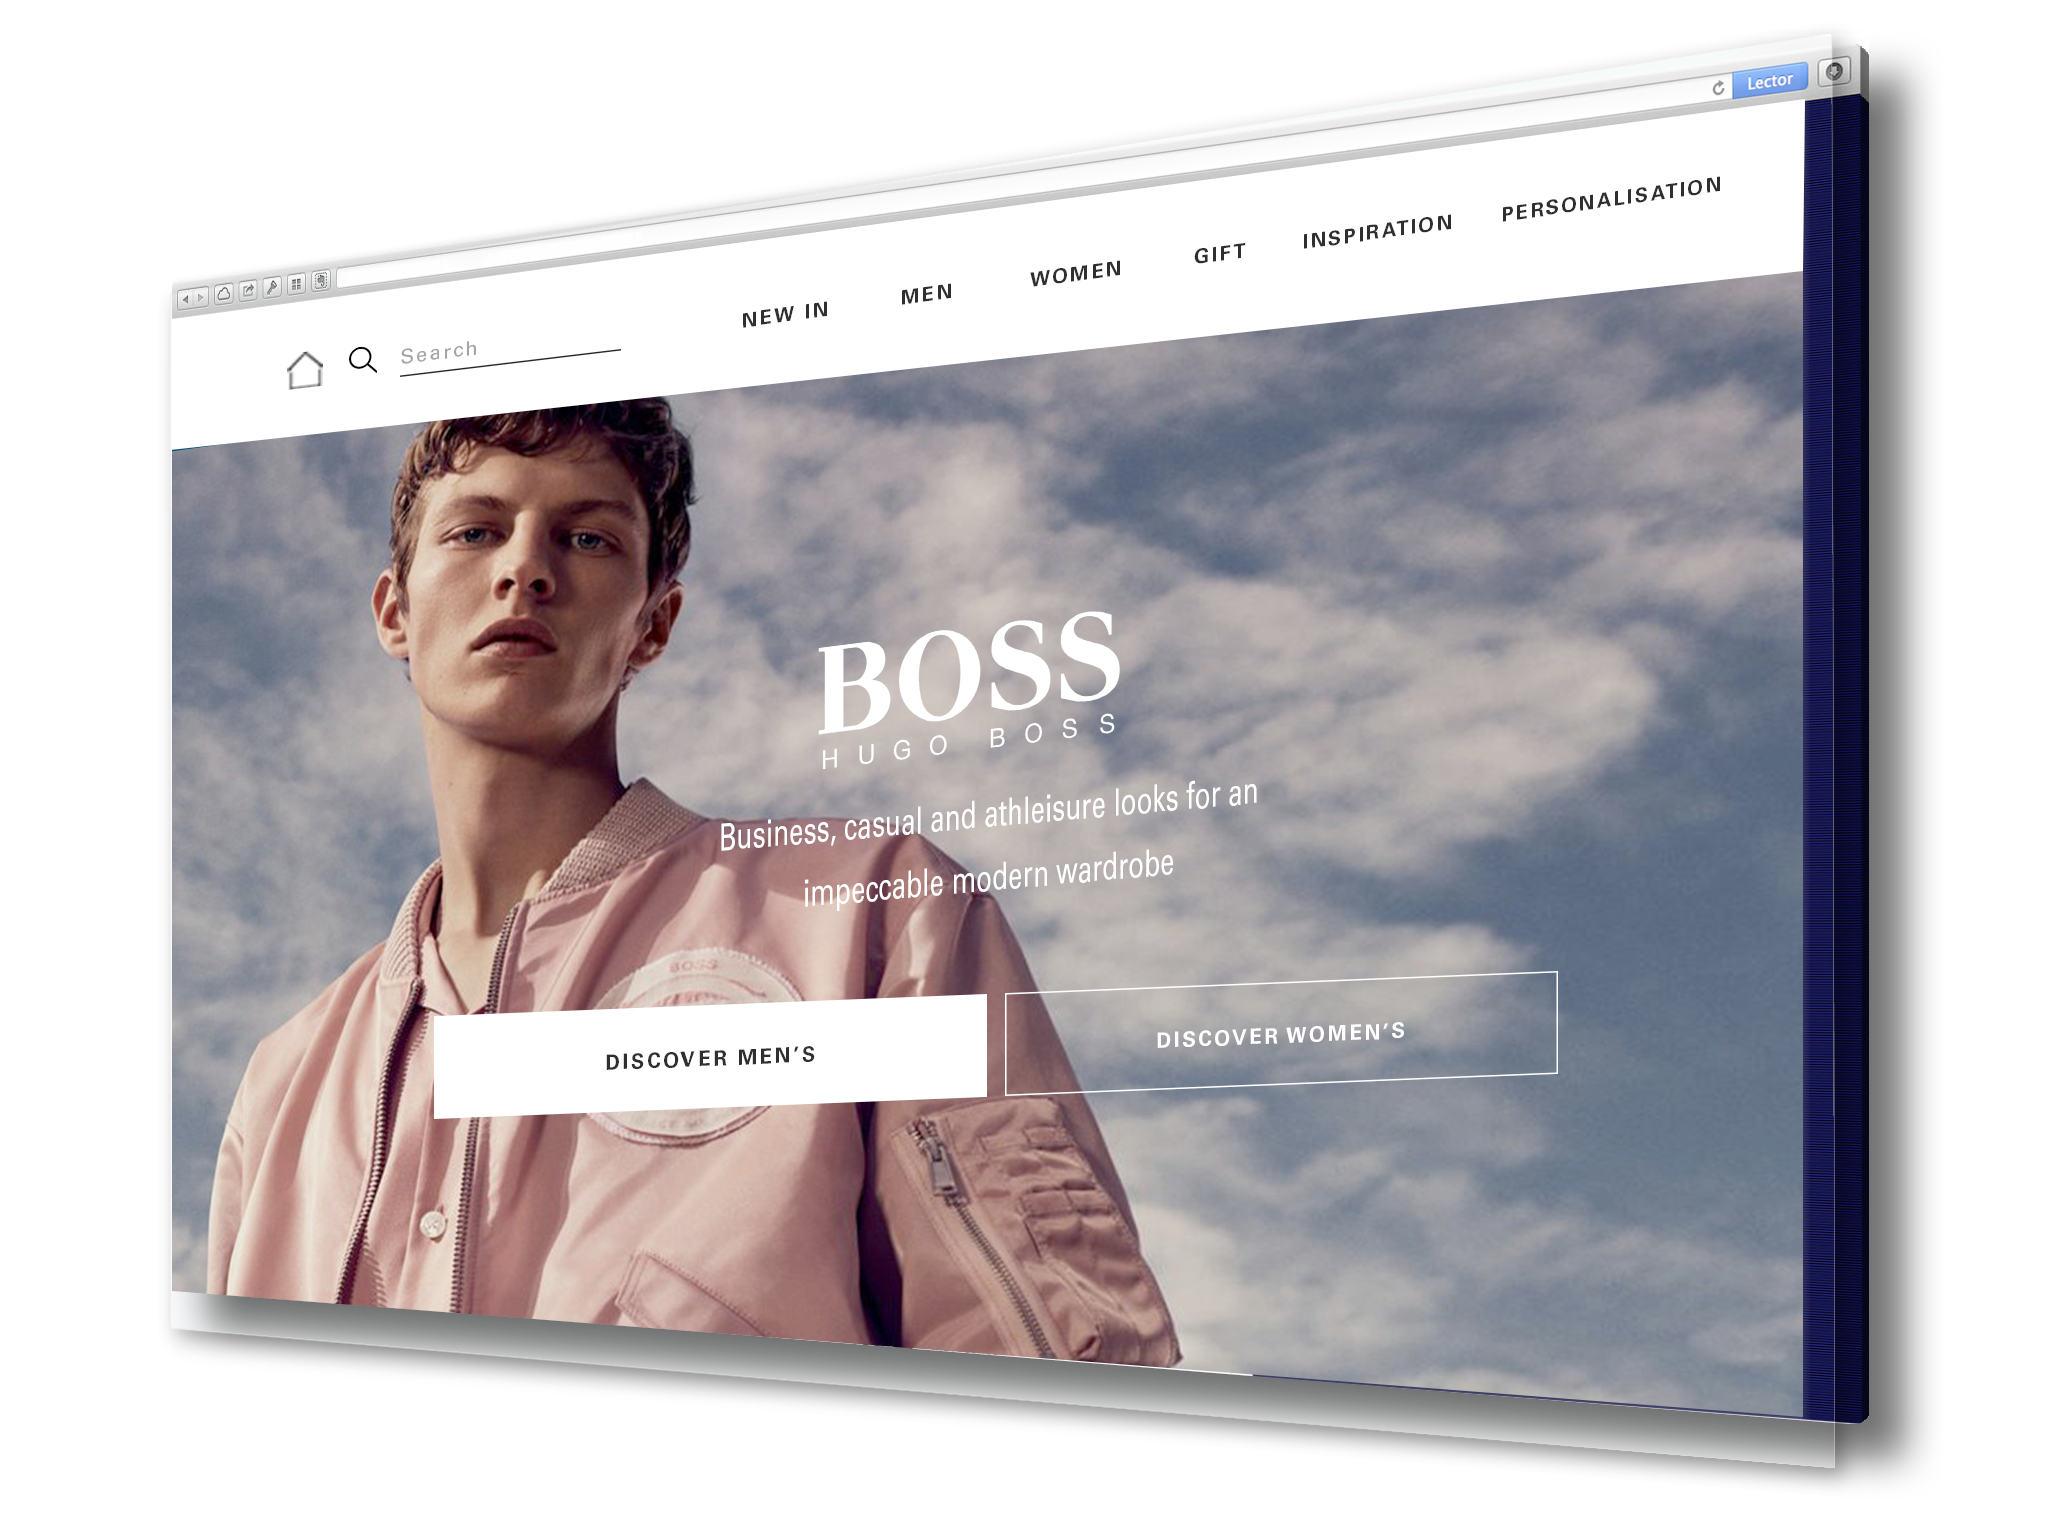 Lector
Search
NEW IN
MEN
WOMEN
GIFT
INSPIRATION
PERSONALISATION
BOSS
HUGO BOSS
Business, casual and athleisure looks for an
impeccable modern wardrobe
BOSS
DISCOVER MEN’S
DISCOVER WOMEN’S